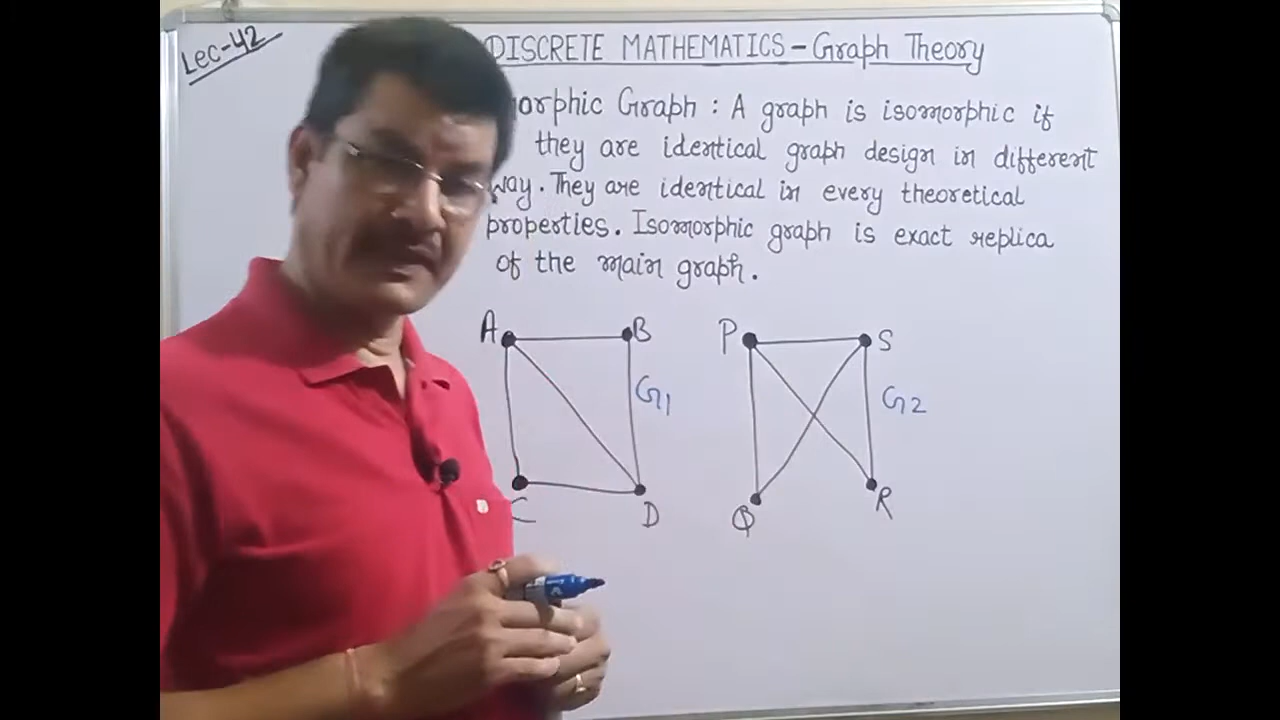 Lec-42
DISCRETE MATHEMATICS - Graph Theory
orphic Graph : A graph is isomorphic if
they are identical graph design in different
way. They are identical in every theoretical
properties. Isomorphic graph is exact replica
of the main graph.
A B P S
G1 G2
C D Q R